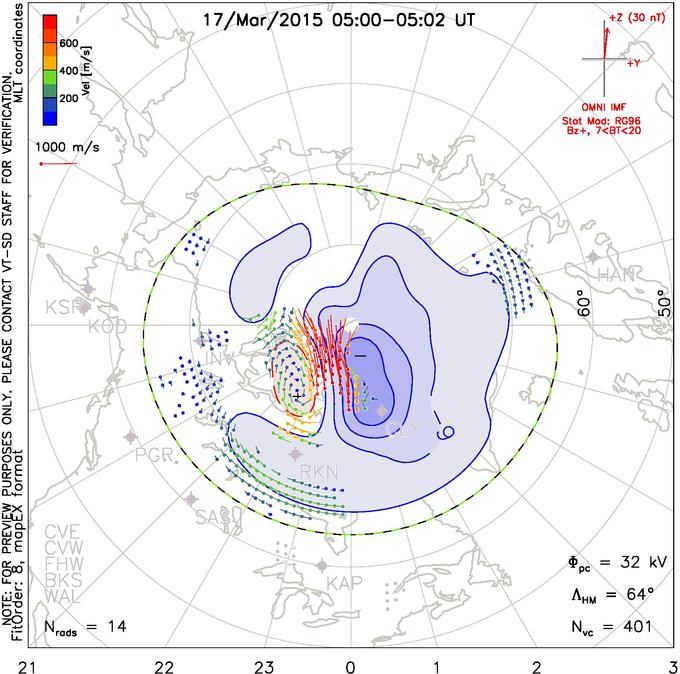 17/Mar/2015 05:00-05:02 UT
NOTE: FOR PREVIEW PURPOSES ONLY. PLEASE CONTACT VT-SD STAFF FOR VERIFICATION.
FitOrder: 8, mapEX format
MLT coordinates
600
400
200
Vel [m/s]
1000 m/s
+Z (30 nT)
+Y
OMNI IMF
Stat Mod: RG96
Bz+, 7<BT<20
HAN
60°
50°
KSR
KOD
INV
CLY
PGR
RKN
SAS
KAP
CVE
CVW
FHW
BKS
WAL
Nrads = 14
Φpc = 32 kV
ΛHM = 64°
Nvc = 401
21
22
23
0
1
2
3